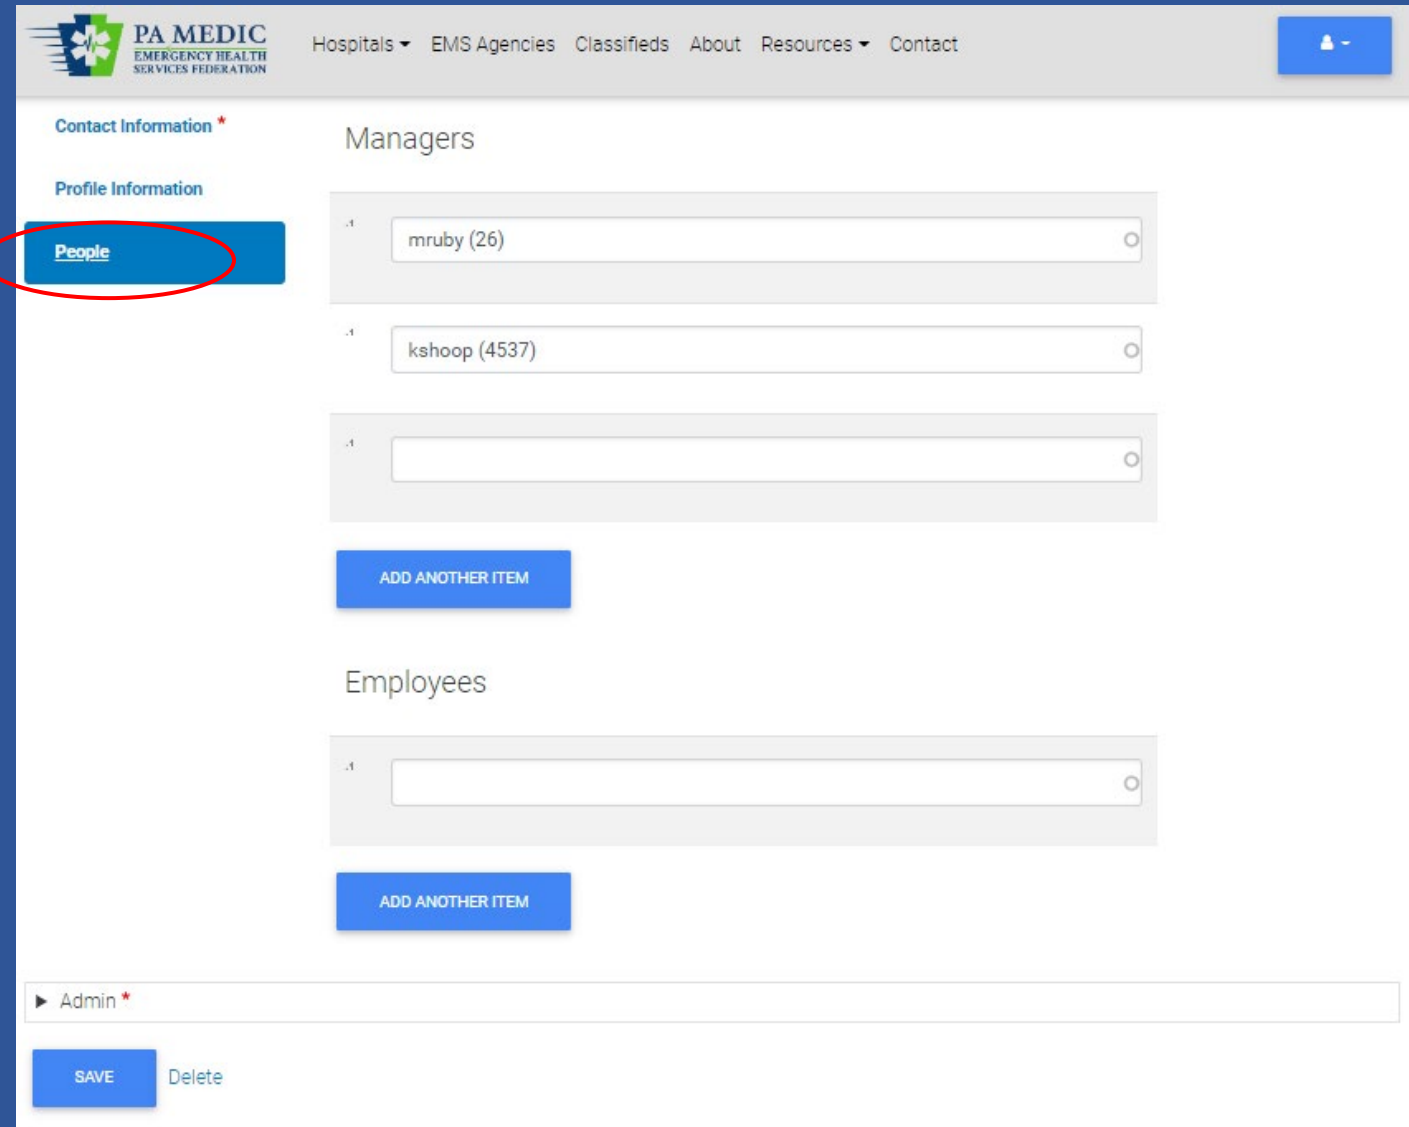 PA MEDIC
EMERGENCY HEALTH
SERVICES FEDERATION
Hospitals EMS Agencies Classifieds About Resources Contact
Contact Information *
Profile Information
People
Managers
mruby (26)
kshoop (4537)
ADD ANOTHER ITEM
Employees
ADD ANOTHER ITEM
Admin *
SAVE Delete